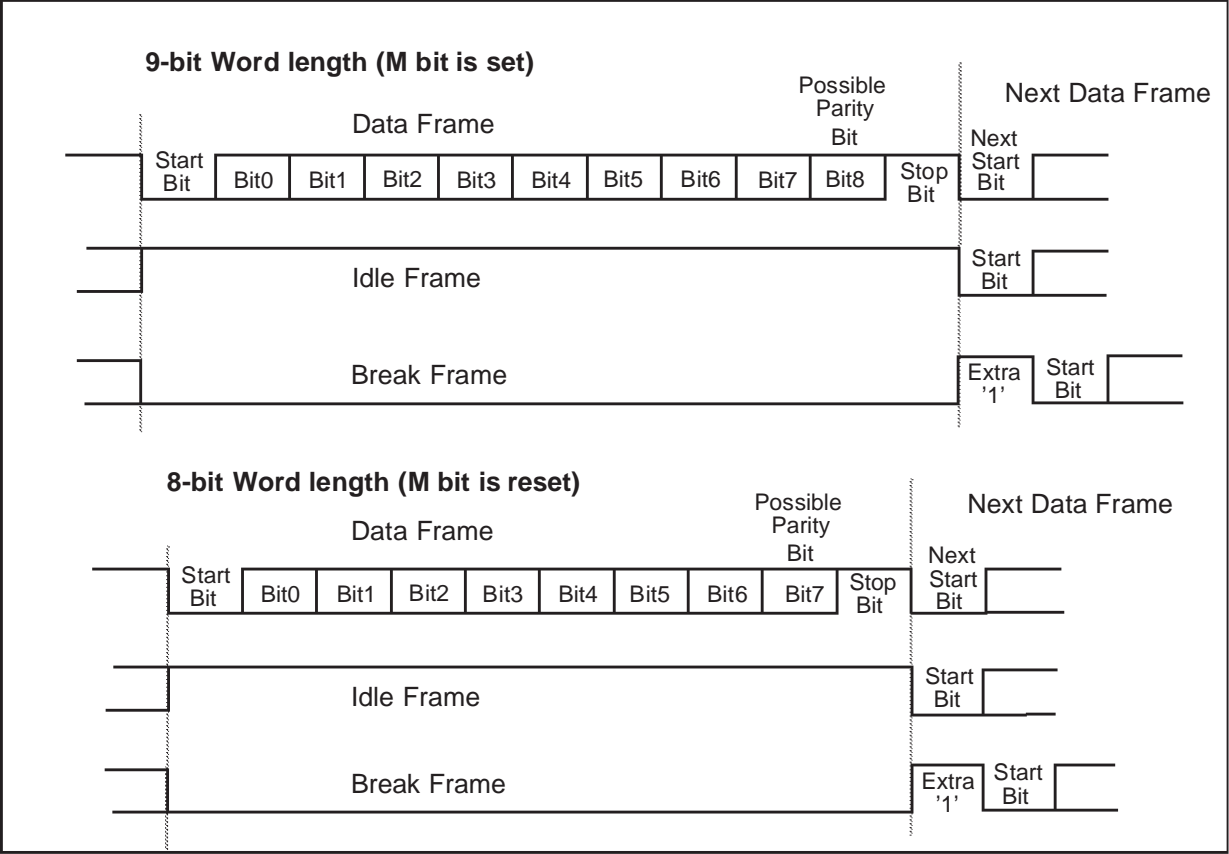 9-bit Word length (M bit is set)
Possible
Parity
Bit
Next Data Frame
Data Frame
Next
Start
Bit
Start
Bit
Bit0
Bit1
Bit2
Bit3
Bit4
Bit5
Bit6
Bit7
Bit8
Stop
Bit
Idle Frame
Start
Bit
Break Frame
Extra
’1’
Start
Bit
8-bit Word length (M bit is reset)
Possible
Parity
Bit
Next Data Frame
Data Frame
Next
Start
Bit
Start
Bit
Bit0
Bit1
Bit2
Bit3
Bit4
Bit5
Bit6
Bit7
Stop
Bit
Idle Frame
Start
Bit
Break Frame
Extra
’1’
Start
Bit